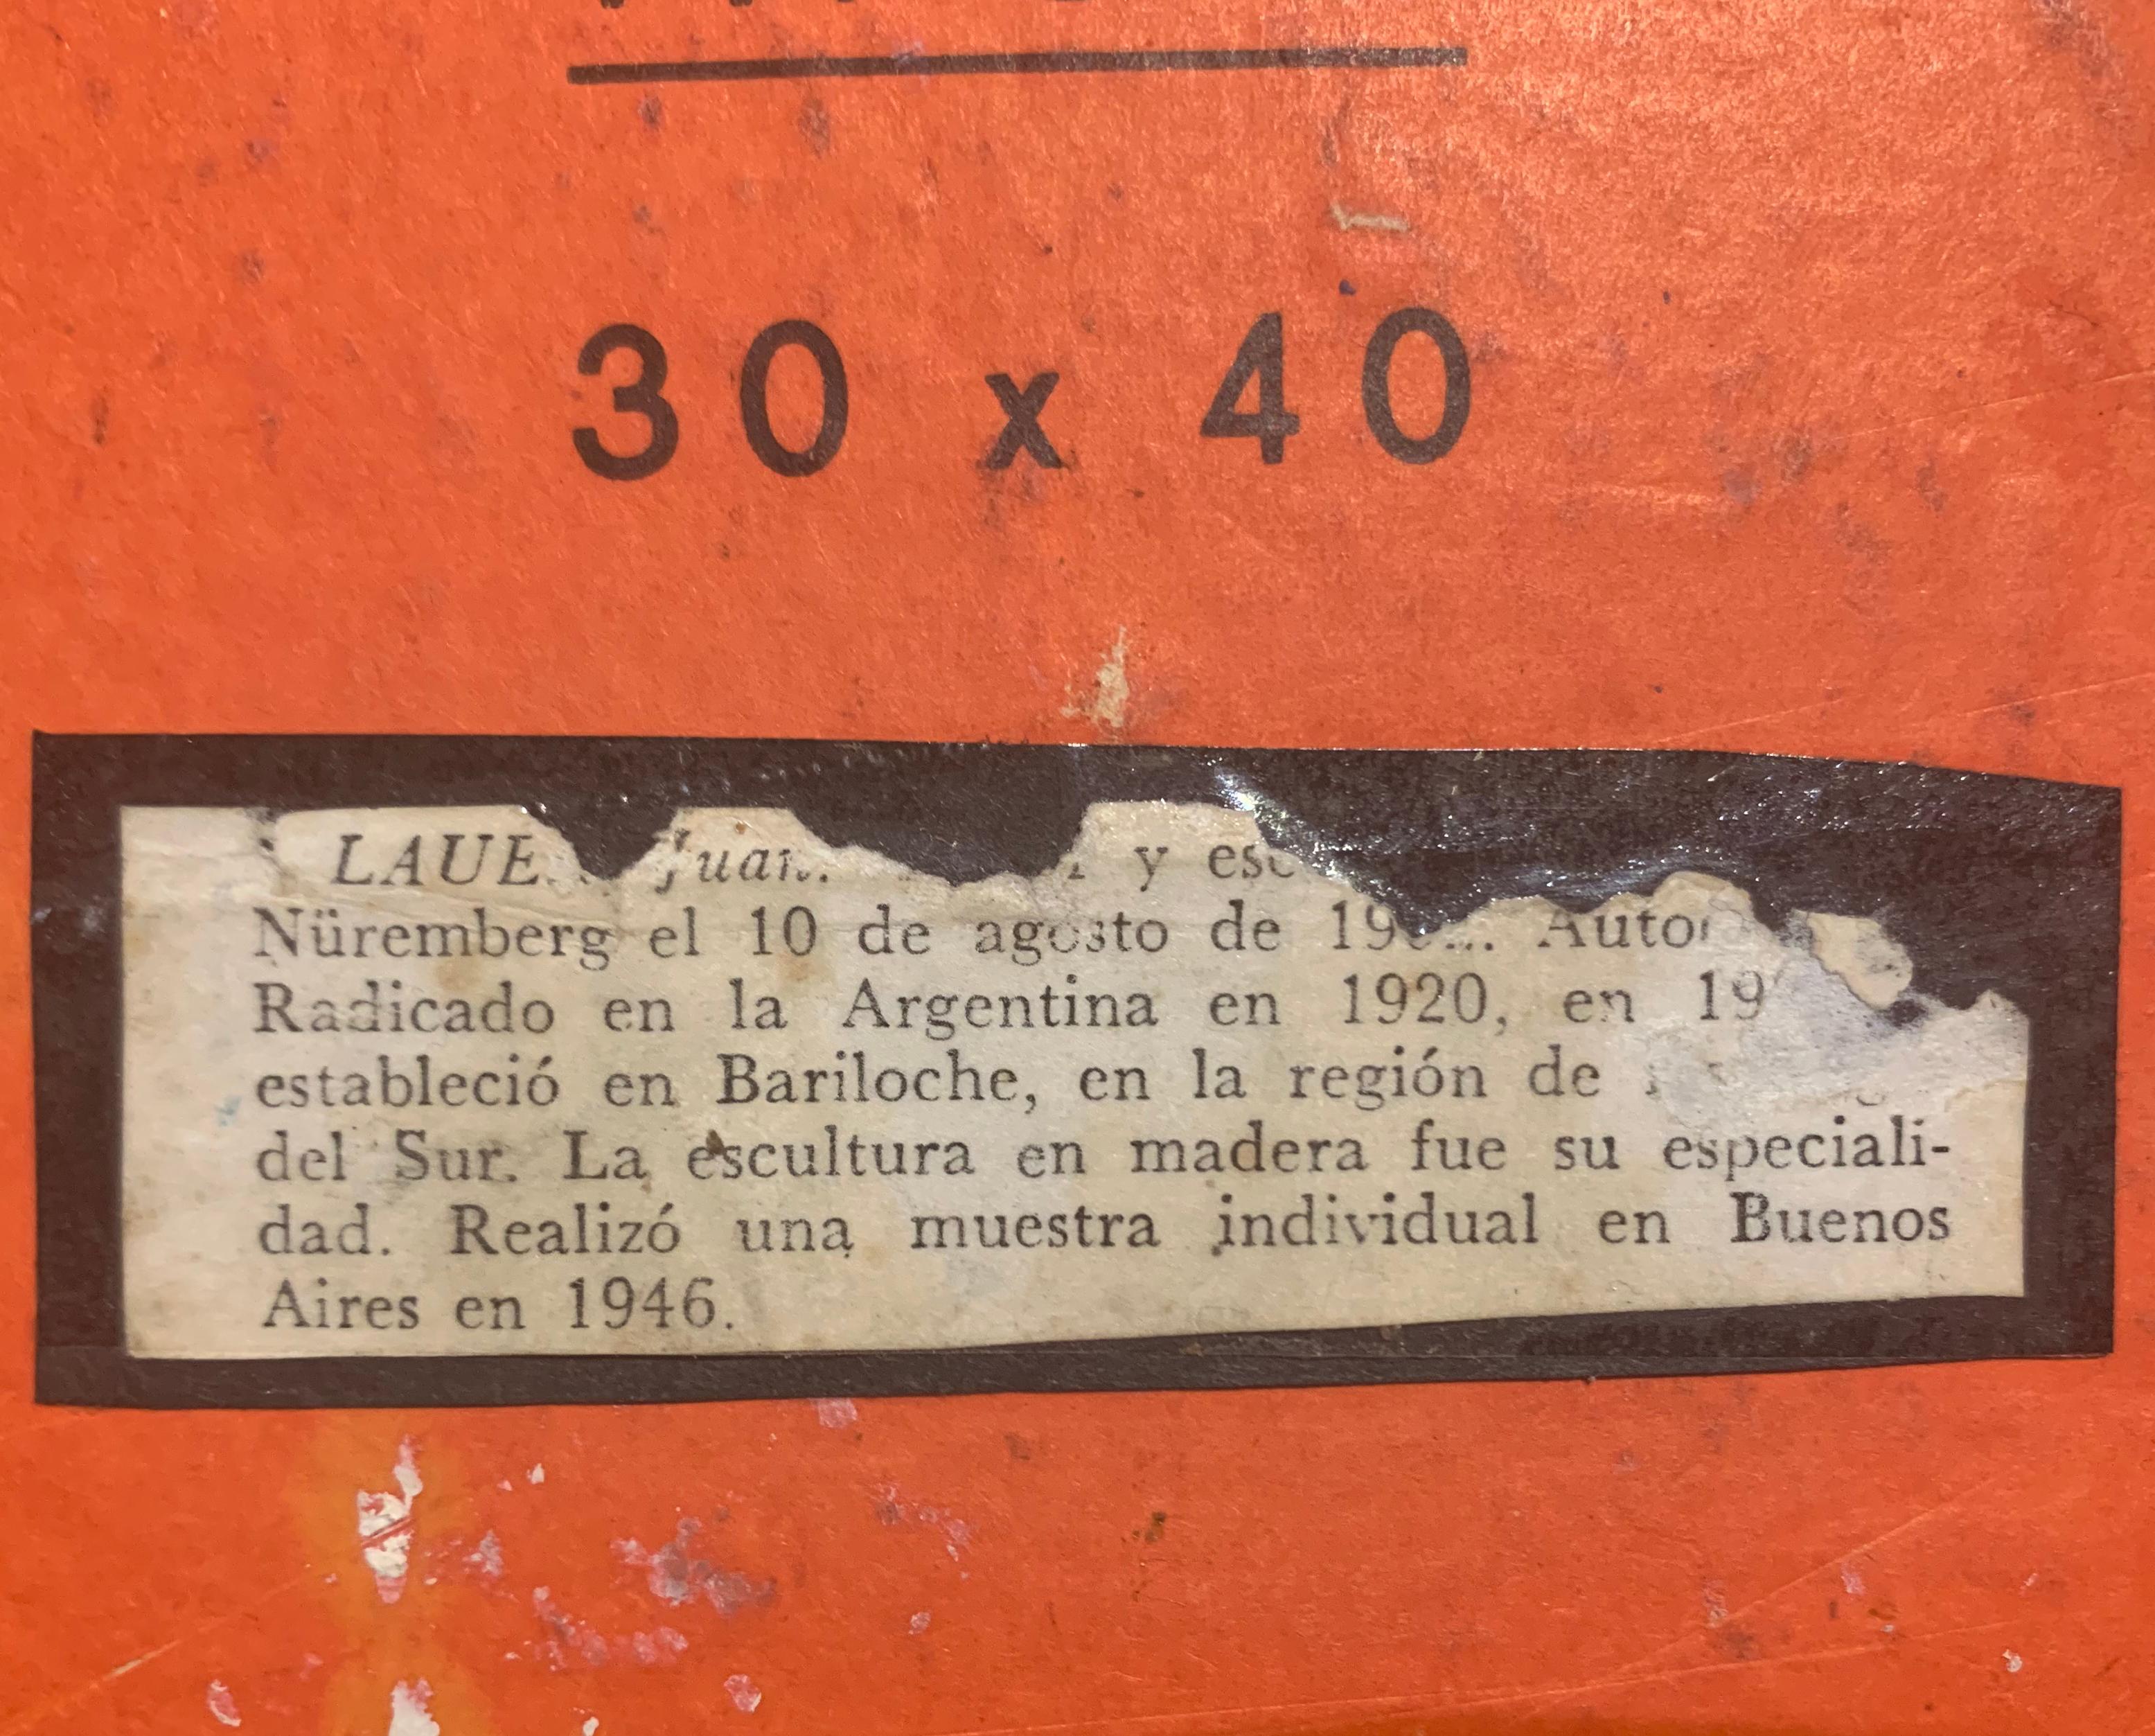 30 x 40
Juan. y
Nüremberg el 10 de agosto de
Radicado en la Argentina en 1920, en
estableció en Bariloche, en la región de
del Sur. La escultura en madera fue su especiali-
dad. Realizó una muestra individual en Buenos
Aires en 1946.